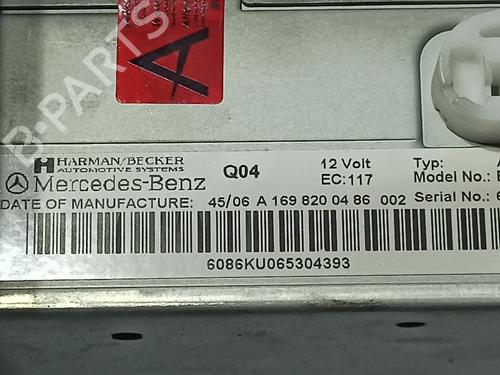 B-PARTS
A
HARMAN/BECKER
AUTOMOTIVE SYSTEMS
Mercedes-Benz
Q04
12 Volt
EC:117
Typ:
Model No.:
DATE OF MANUFACTURE: 45/06 A 169 820 04 86 002 Serial No.: 6
6086KU065304393